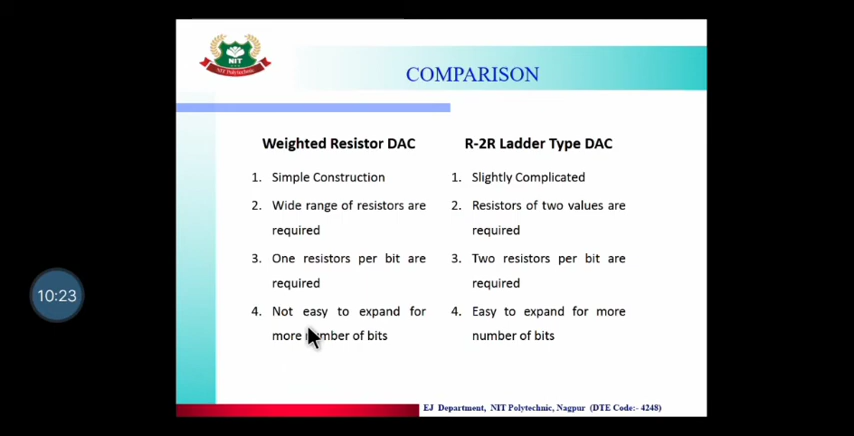 NIT
NIT Polytechnic
COMPARISON
Weighted Resistor DAC
1. Simple Construction
2. Wide range of resistors are
required
3. One resistors per bit are
required
4. Not easy to expand for
more number of bits
R-2R Ladder Type DAC
1. Slightly Complicated
2. Resistors of two values are
required
3. Two resistors per bit are
required
4. Easy to expand for more
number of bits
10:23
EJ Department, NIT Polytechnic, Nagpur (DTE Code:- 4248)